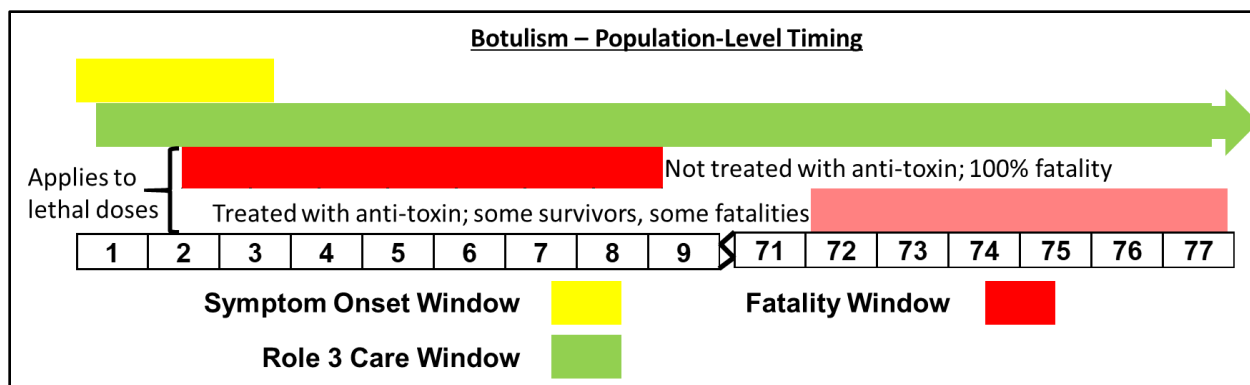 Botulism – Population-Level Timing
Not treated with anti-toxin; 100% fatality
Applies to
lethal doses
Treated with anti-toxin; some survivors, some fatalities
1 2 3 4 5 6 7 8 9 71 72 73 74 75 76 77
Symptom Onset Window Fatality Window
Role 3 Care Window